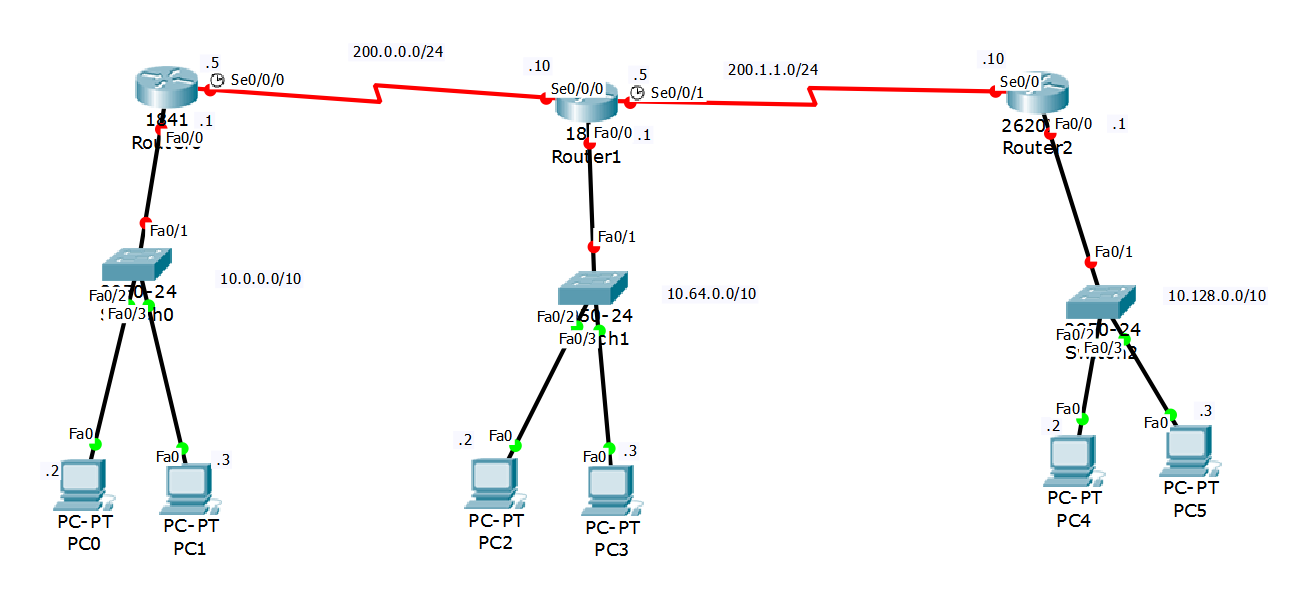 200.0.0.0/24
.5
Se0/0/0
.10
Se0/0/0
.5
Se0/0/1
200.1.1.0/24
.10
Se0/0
1841
.1
Fa0/0
Fa0/0
.1
Router1
2620
Fa0/0
.1
Router2
Fa0/1
Fa0/1
Fa0/1
10.0.0.0/10
10.64.0.0/10
10.128.0.0/10
Fa0/2
Fa0/3
Fa0/2
Fa0/3
Fa0/2
Fa0/3
Fa0
.2
Fa0
.3
PC-PT
PC0
PC-PT
PC1
.2
Fa0
Fa0
.3
PC-PT
PC2
PC-PT
PC3
Fa0
.2
.3
Fa0
PC-PT
PC4
PC-PT
PC5